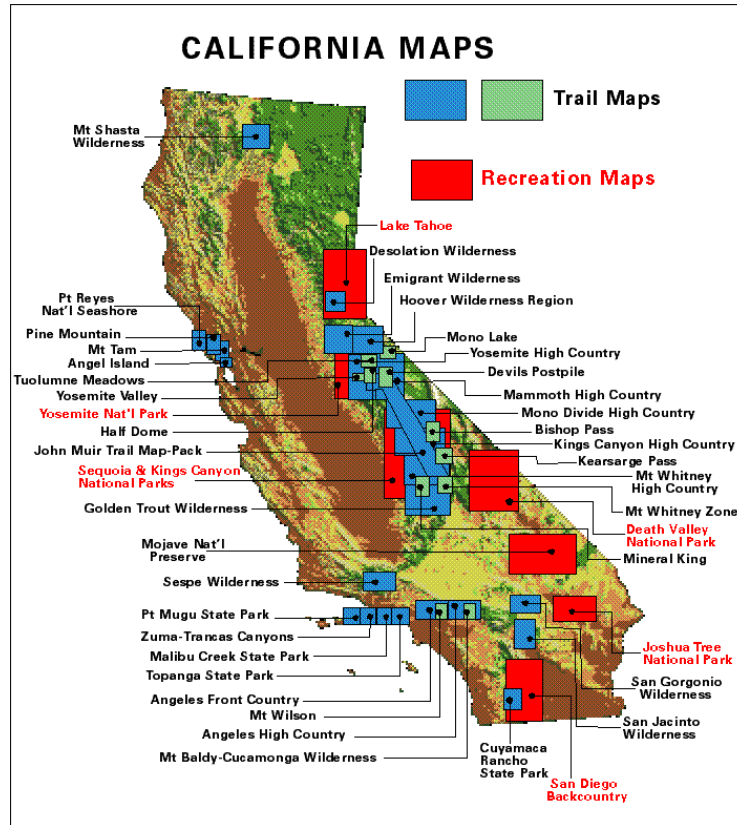 CALIFORNIA MAPS
Trail Maps
Recreation Maps
Mt Shasta
Wilderness
Lake Tahoe
Desolation Wilderness
Emigrant Wilderness
Hoover Wilderness Region
Pt Reyes
Nat'l Seashore
Pine Mountain
Mt Tam
Angel Island
Tuolumne Meadows
Yosemite Valley
Yosemite Nat'l Park
Half Dome
John Muir Trail Map-Pack
Sequoia & Kings Canyon
National Parks
Golden Trout Wilderness
Mono Lake
Yosemite High Country
Devils Postpile
Mammoth High Country
Mono Divide High Country
Bishop Pass
Kings Canyon High Country
Kearsarge Pass
Mt Whitney
High Country
Mt Whitney Zone
Death Valley
National Park
Mineral King
Mojave Nat'l
Preserve
Sespe Wilderness
Pt Mugu State Park
Zuma-Trancas Canyons
Malibu Creek State Park
Topanga State Park
Angeles Front Country
Mt Wilson
Angeles High Country
Mt Baldy-Cucamonga Wilderness
Joshua Tree
National Park
San Gorgonio
Wilderness
San Jacinto
Wilderness
Cuyamaca
Rancho
State Park
San Diego
Backcountry